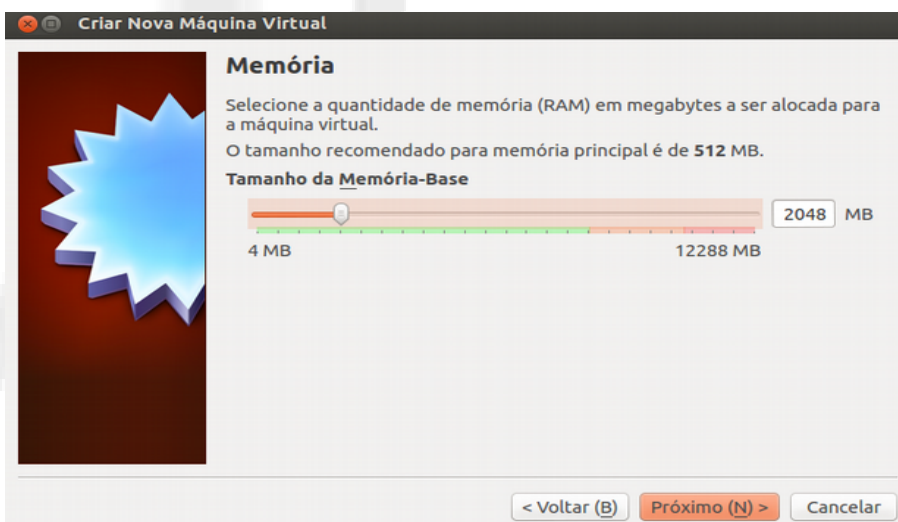 Criar Nova Máquina Virtual
Memória
Selecione a quantidade de memória (RAM) em megabytes a ser alocada para
a máquina virtual.
O tamanho recomendado para memória principal é de 512 MB.
Tamanho da Memória-Base
2048 MB
4 MB 12288 MB
< Voltar (B) Próximo (N) > Cancelar